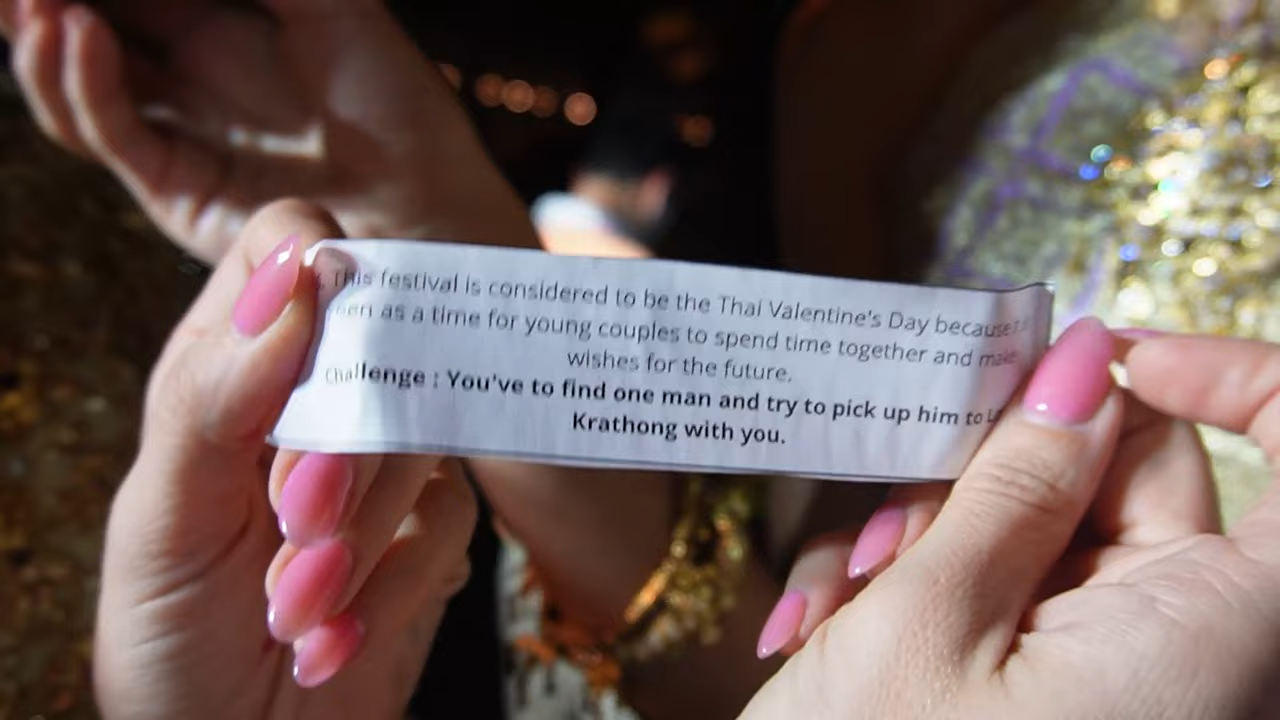 This festival is considered to be the Thai Valentine's Day because
as a time for young couples to spend time together and make
wishes for the future.
Challenge : You've to find one man and try to pick up him to
Krathong with you.